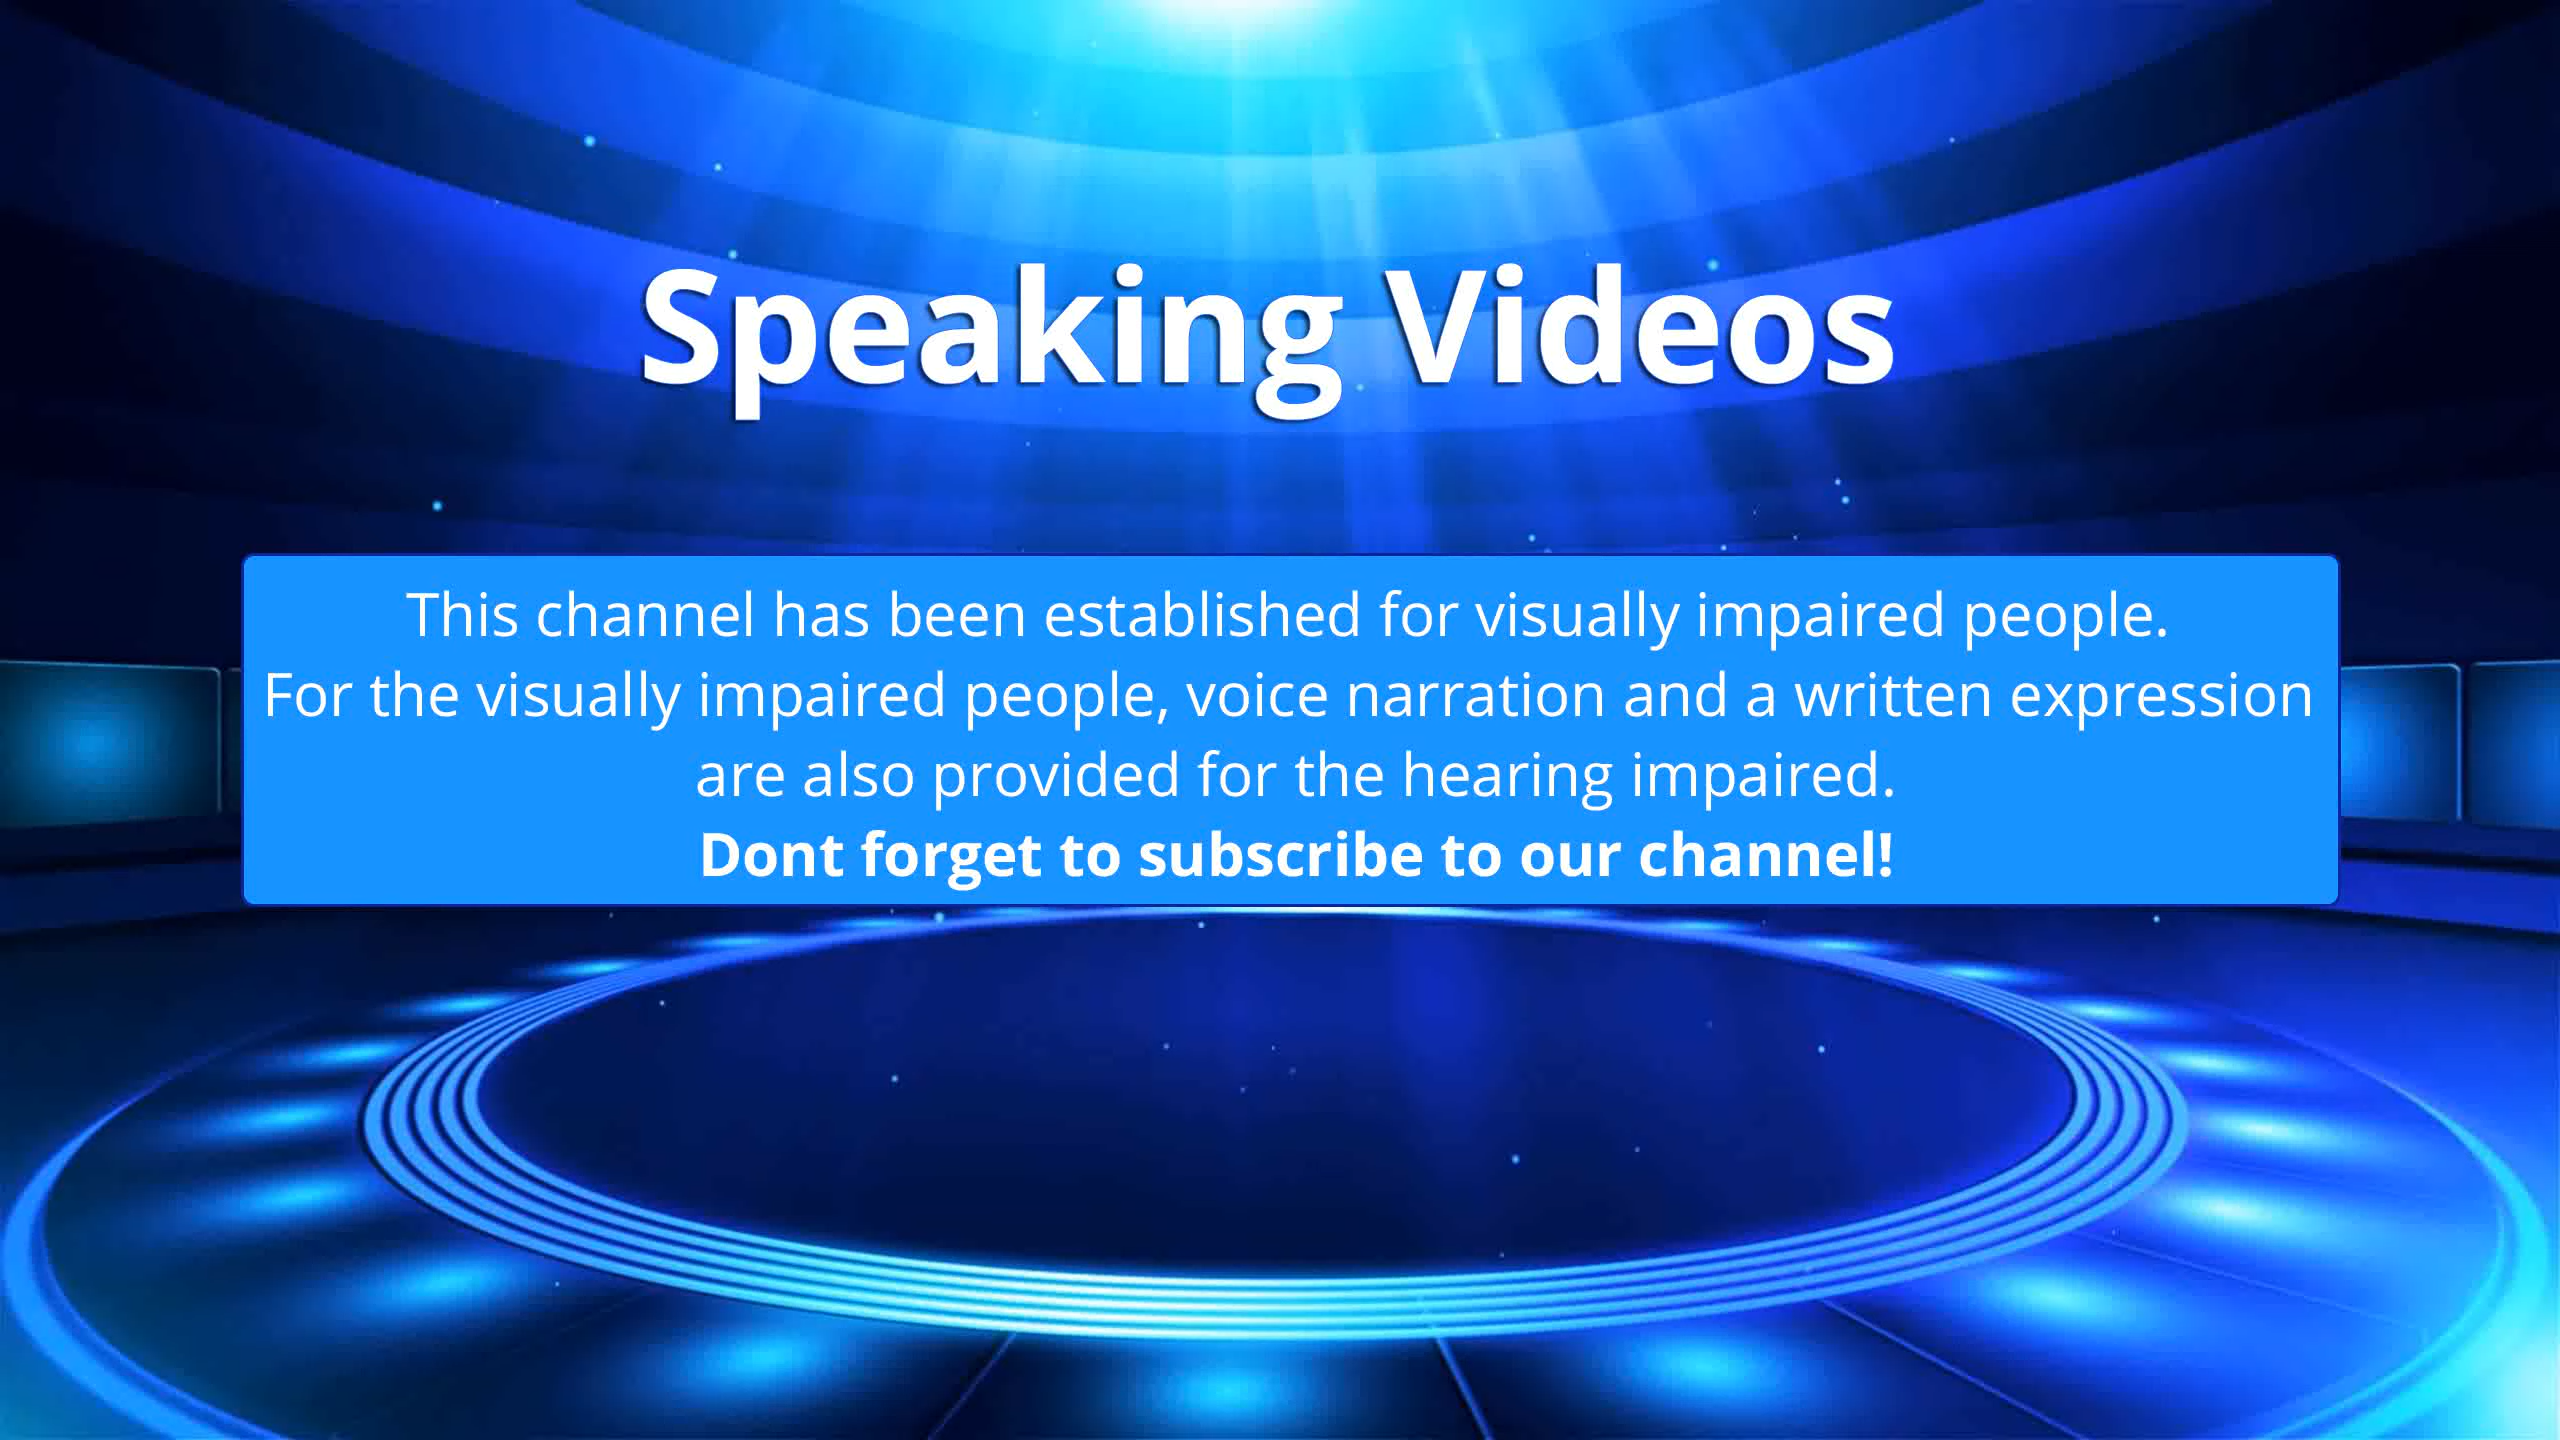 Speaking Videos
This channel has been established for visually impaired people.
For the visually impaired people, voice narration and a written expression
are also provided for the hearing impaired.
Dont forget to subscribe to our channel!